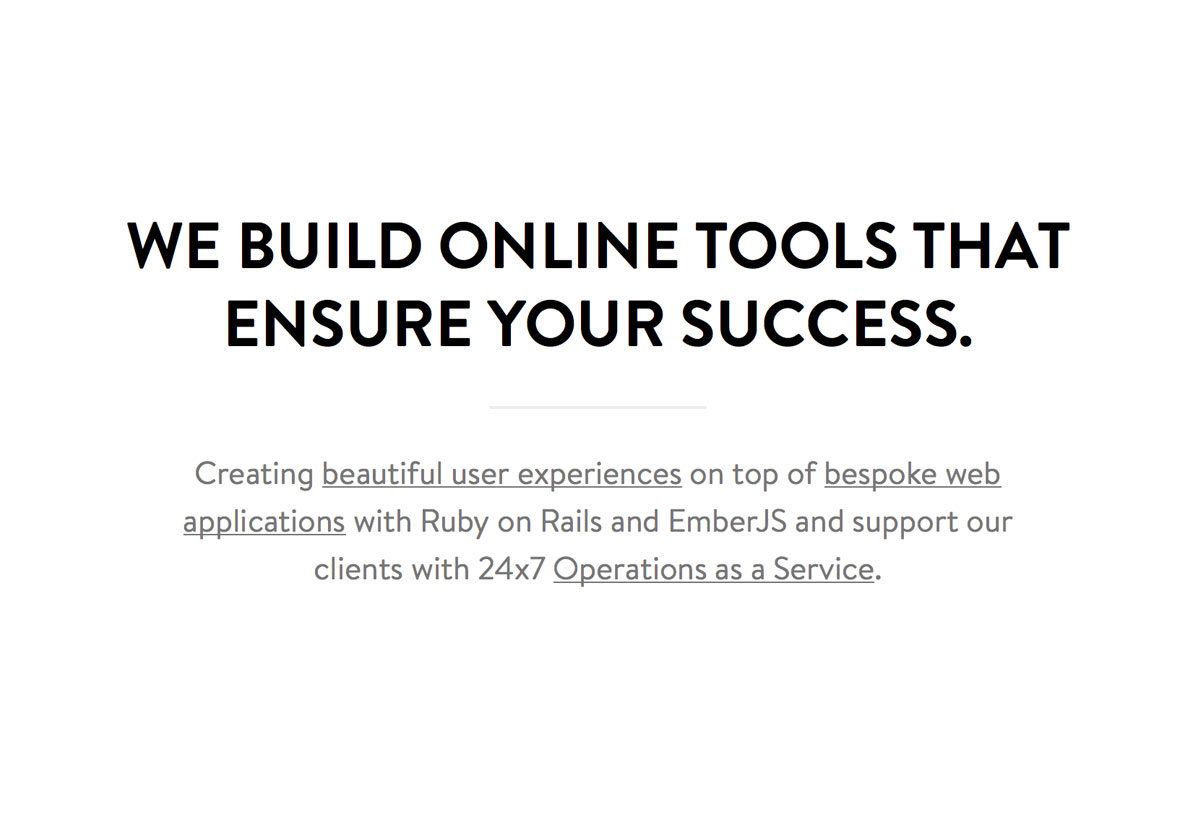 WE BUILD ONLINE TOOLS THAT
ENSURE YOUR SUCCESS.
Creating beautiful user experiences on top of bespoke web
applications with Ruby on Rails and EmberJS and support our
clients with 24x7 Operations as a Service.